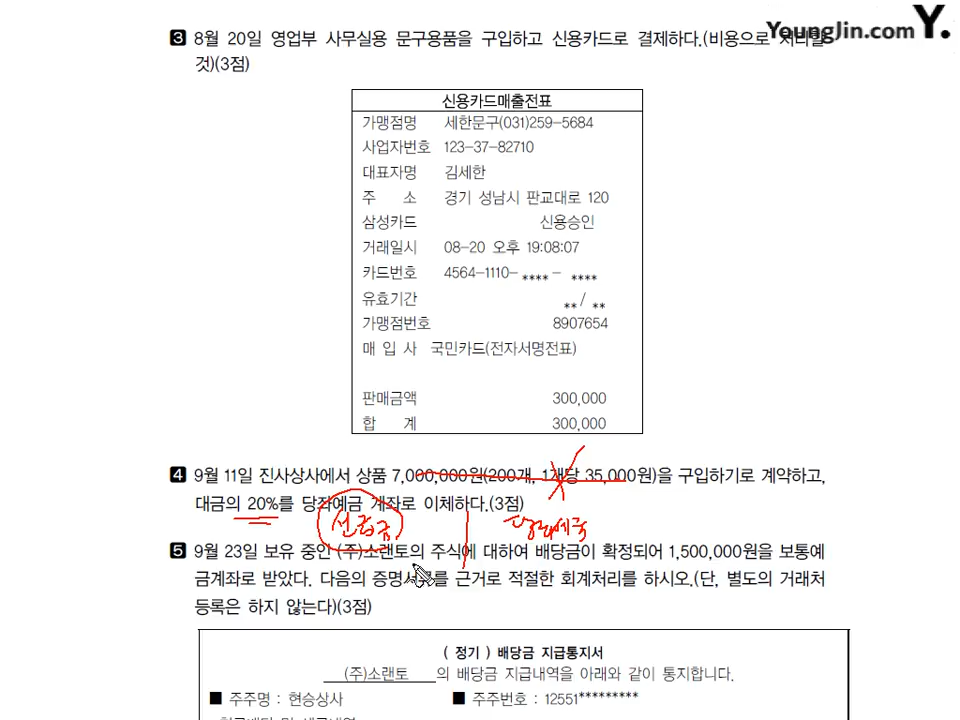 YoungJin.com Y.
3 8월 20일 영업부 사무실용 문구용품을 구입하고 신용카드로 결제하다.(비용으로 처리할
것)(3점)
신용카드매출전표
가맹점명 세한문구(031)259-5684
사업자번호 123-37-82710
대표자명 김세한
주 소 경기 성남시 판교대로 120
삼성카드 신용승인
거래일시 08-20 오후 19:08:07
카드번호 4564-1110-****-****
유효기간 **/**
가맹점번호 8907654
매 입 사 국민카드(전자서명전표)
판매금액 300,000
합 계 300,000
4 9월 11일 진사상사에서 상품 7,000,000원(200개, 1개당 35,000원)을 구입하기로 계약하고,
대금의 20%를 당좌예금 계좌로 이체하다.(3점)
선급금 당좌예금
5 9월 23일 보유 중인 (주)소랜토의 주식에 대하여 배당금이 확정되어 1,500,000원을 보통예
금계좌로 받았다. 다음의 증명서류를 근거로 적절한 회계처리를 하시오.(단, 별도의 거래처
등록은 하지 않는다)(3점)
( 정기 ) 배당금 지급통지서
(주)소랜토 의 배당금 지급내역을 아래와 같이 통지합니다.
■ 주주명 : 현승상사 ■ 주주번호 : 12551*********